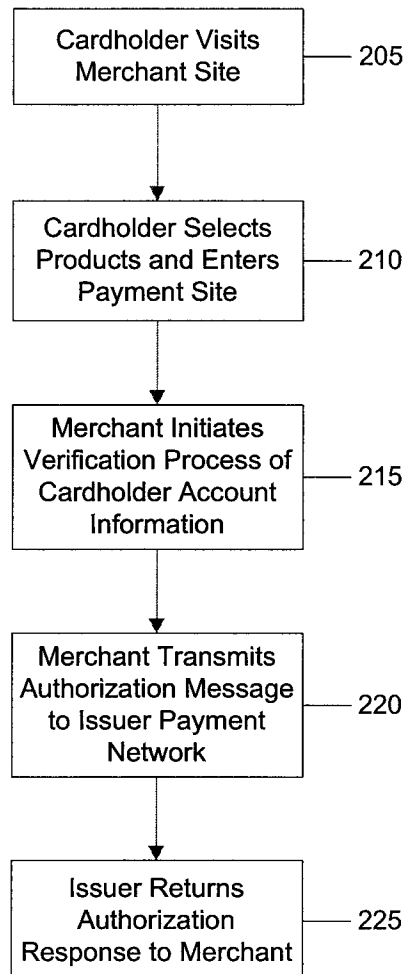 Cardholder Visits
Merchant Site
205
Cardholder Selects
Products and Enters
Payment Site
210
Merchant Initiates
Verification Process of
Cardholder Account
Information
215
Merchant Transmits
Authorization Message
to Issuer Payment
Network
220
Issuer Returns
Authorization
Response to Merchant
225